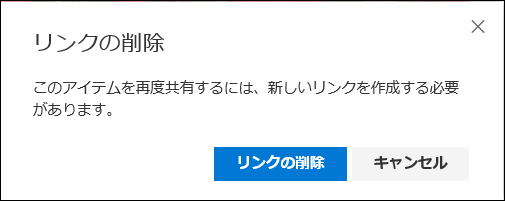 リンクの削除
このアイテムを再度共有するには、新しいリンクを作成する必要
があります。
リンクの削除
キャンセル